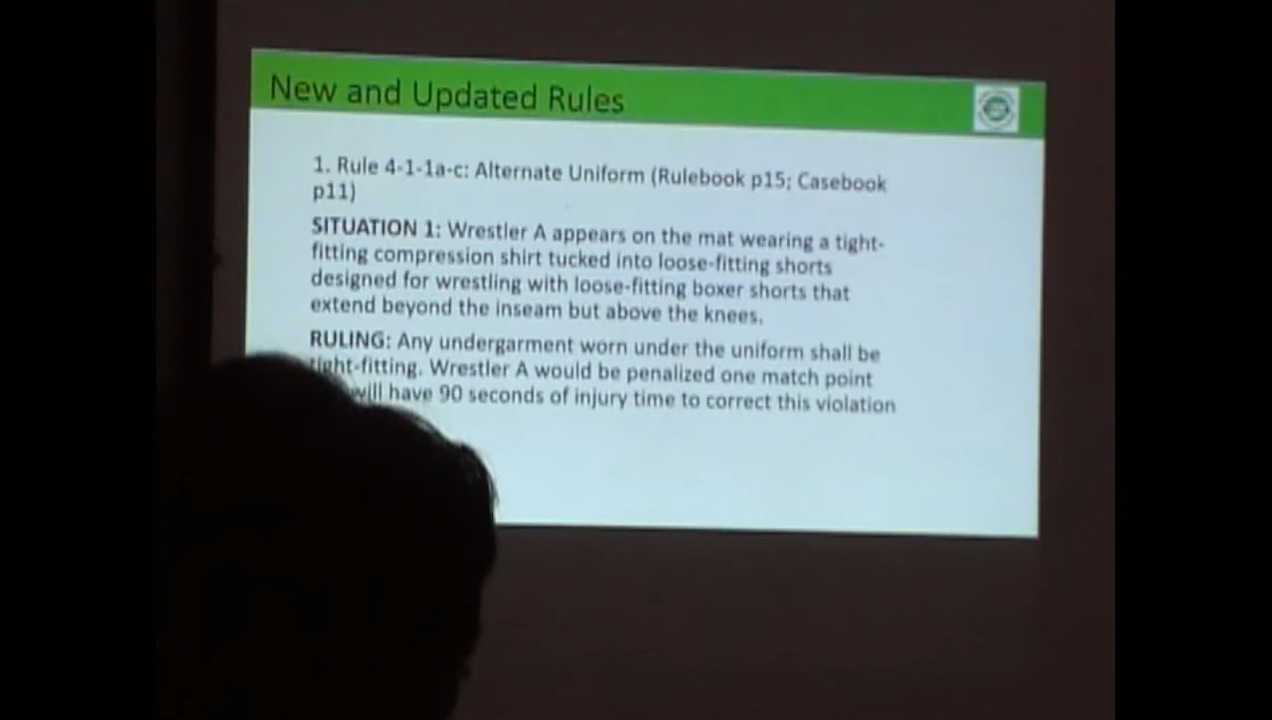 New and Updated Rules
1. Rule 4-1-1a-c: Alternate Uniform (Rulebook p15; Casebook
p11)
SITUATION 1: Wrestler A appears on the mat wearing a tight-
fitting compression shirt tucked into loose-fitting shorts
designed for wrestling with loose-fitting boxer shorts that
extend beyond the inseam but above the knees.
RULING: Any undergarment worn under the uniform shall be
tight-fitting. Wrestler A would be penalized one match point
will have 90 seconds of injury time to correct this violation